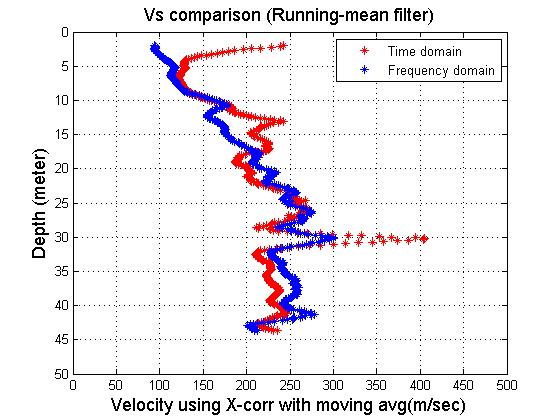 Vs comparison (Running-mean filter)
Time domain
Frequency domain
Depth (meter)
0
5
10
15
20
25
30
35
40
45
50
0 50 100 150 200 250 300 350 400 450 500
Velocity using X-corr with moving avg(m/sec)